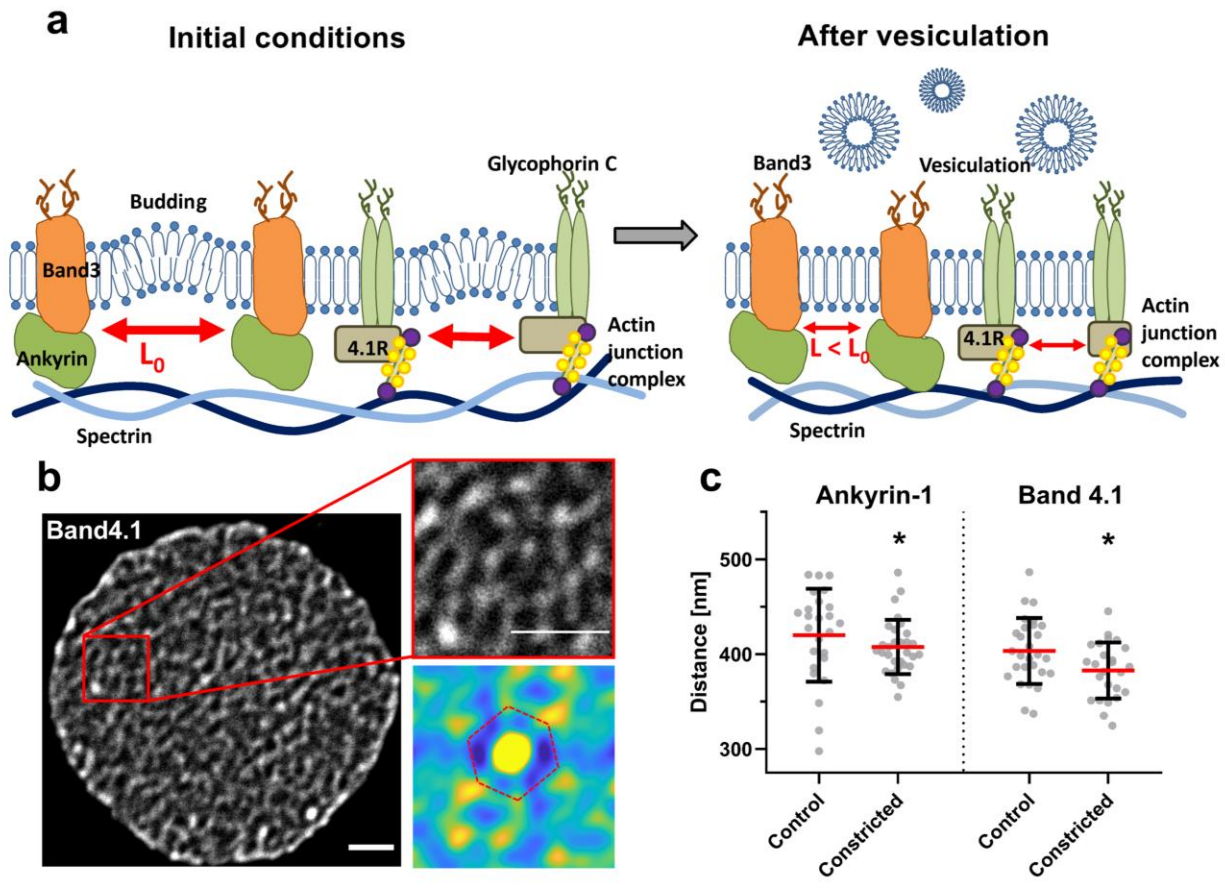 a
Initial conditions
After vesiculation
Glycophorin C
Budding
Band3
Ankyrin
L0
4.1R
Actin
junction
complex
Spectrin
Band3
Vesiculation
L < L0
4.1R
Actin
junction
complex
Spectrin
b
Band4.1
c
Ankyrin-1
Band 4.1
*
*
Distance [nm]
500
400
300
Control
Constricted
Control
Constricted